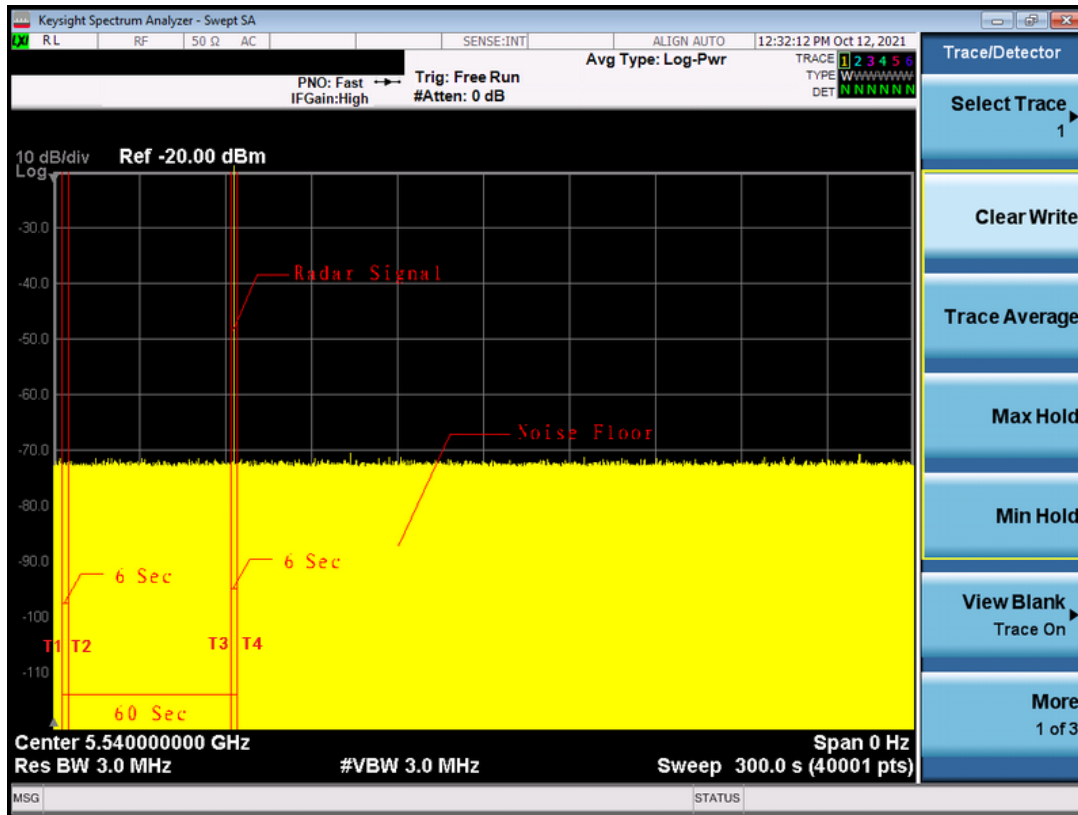 Keysight Spectrum Analyzer - Swept SA
LXI RL RF 50 Ω AC SENSE:INT ALIGN AUTO 12:32:12 PM Oct 12, 2021
Avg Type: Log-Pwr
TRACE 1 2 3 4 5 6
TYPE WWWWWW
DET N N N N N N
PNO: Fast
IFGain:High
Trig: Free Run
#Atten: 0 dB
10 dB/div Ref -20.00 dBm
Log
-30.0
-40.0
-50.0
-60.0
-70.0
-80.0
-90.0
-100
-110
Radar Signal
Noise Floor
6 Sec
6 Sec
T1 T2 T3 T4
60 Sec
Center 5.540000000 GHz Span 0 Hz
Res BW 3.0 MHz #VBW 3.0 MHz Sweep 300.0 s (40001 pts)
MSG STATUS
Trace/Detector
Select Trace
1
Clear Write
Trace Average
Max Hold
Min Hold
View Blank
Trace On
More
1 of 3